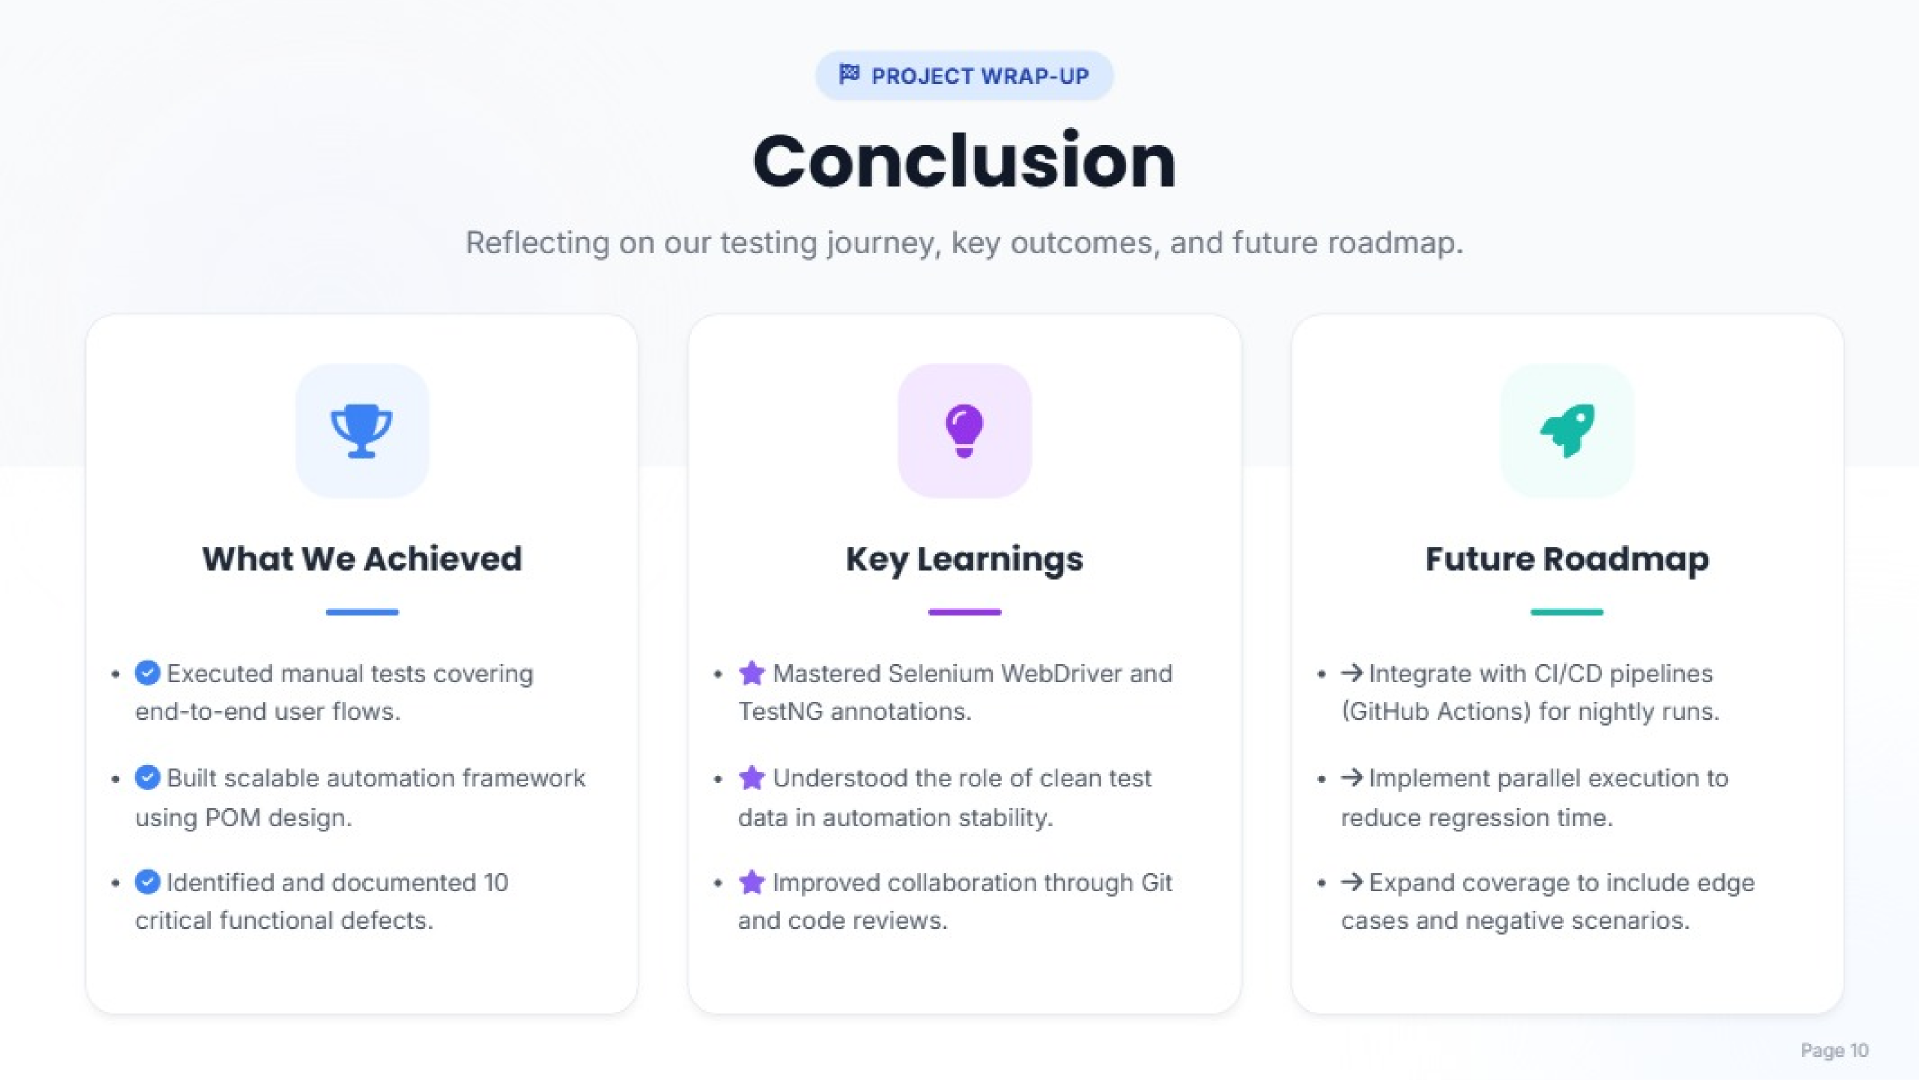 PROJECT WRAP-UP
Conclusion
Reflecting on our testing journey, key outcomes, and future roadmap.
What We Achieved
• Executed manual tests covering
end-to-end user flows.
• Built scalable automation framework
using POM design.
• Identified and documented 10
critical functional defects.
Key Learnings
• Mastered Selenium WebDriver and
TestNG annotations.
• Understood the role of clean test
data in automation stability.
• Improved collaboration through Git
and code reviews.
Future Roadmap
• → Integrate with CI/CD pipelines
(GitHub Actions) for nightly runs.
• → Implement parallel execution to
reduce regression time.
• → Expand coverage to include edge
cases and negative scenarios.
Page 10